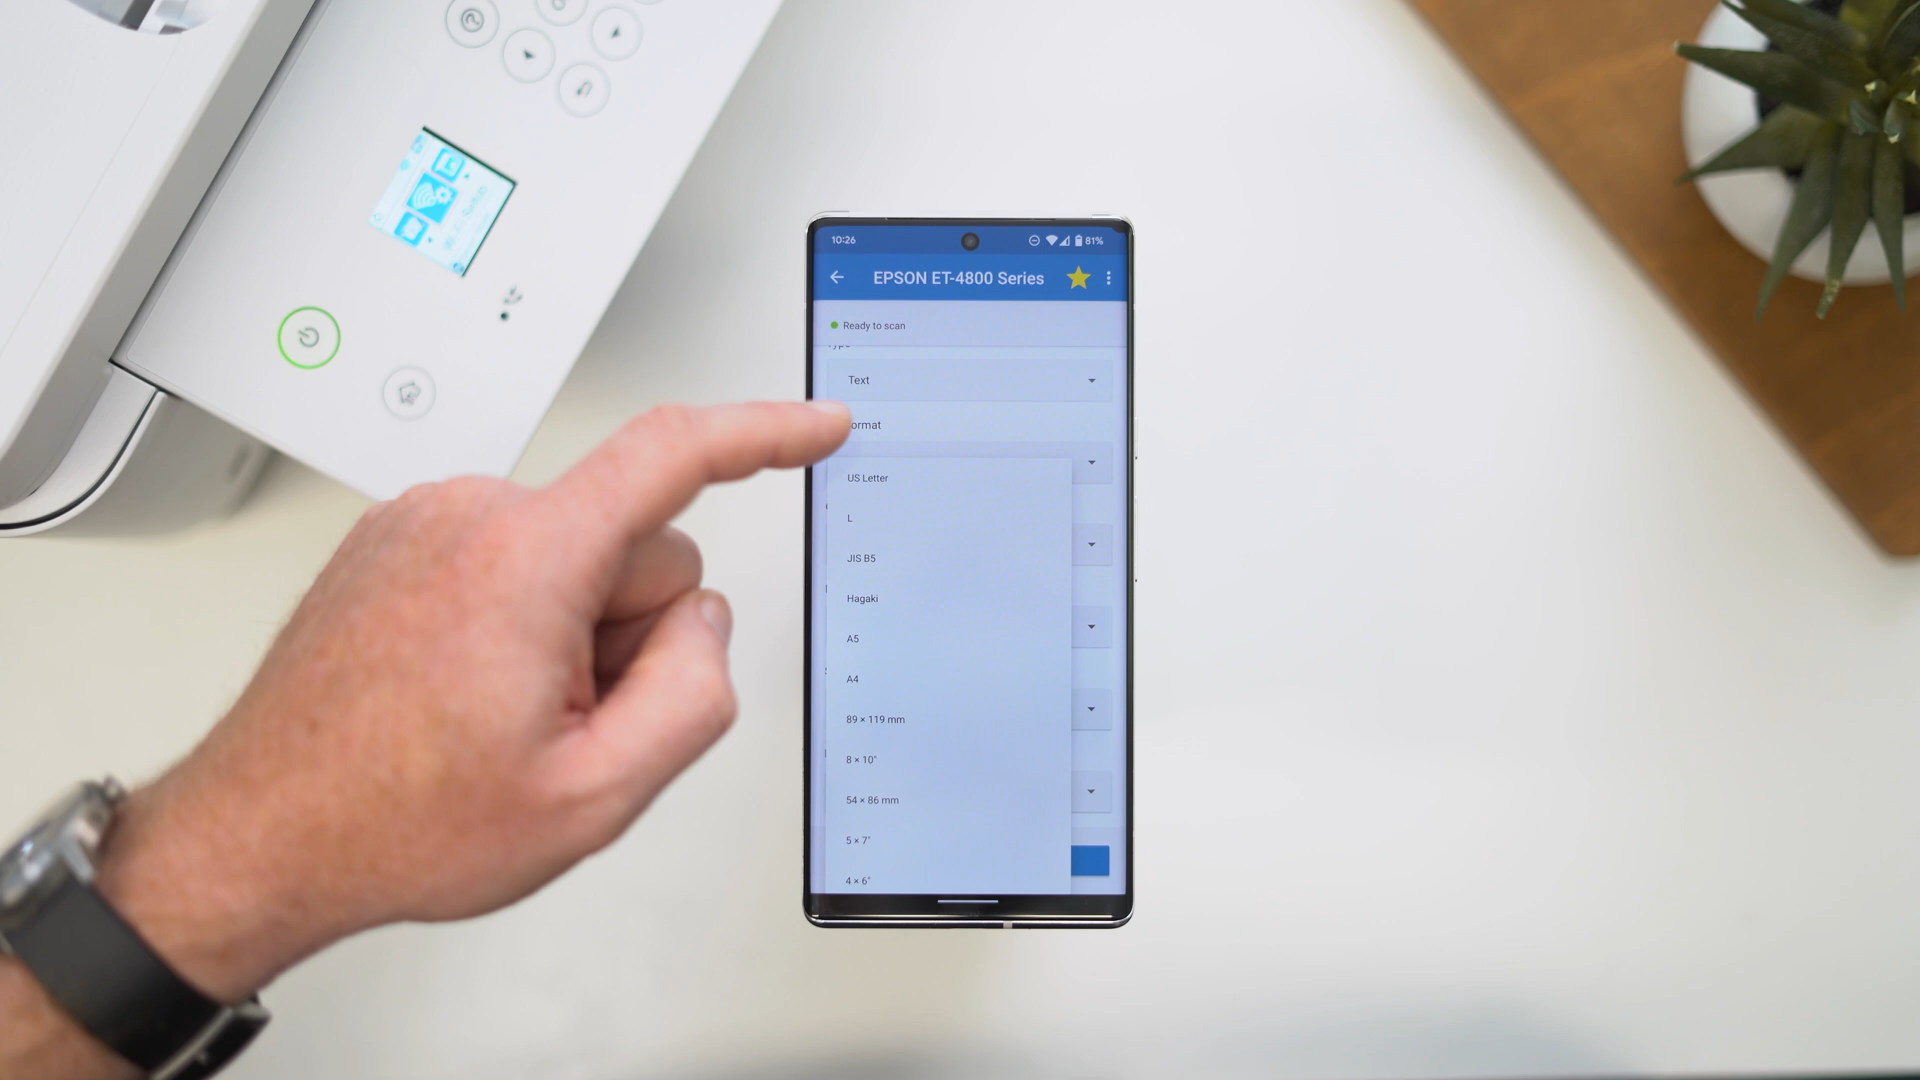 10:26
81%
EPSON ET-4800 Series
Ready to scan
Text
ormat
US Letter
L
JIS B5
Hagaki
A5
A4
89 × 119 mm
8 × 10"
54 × 86 mm
5 × 7"
4 × 6"